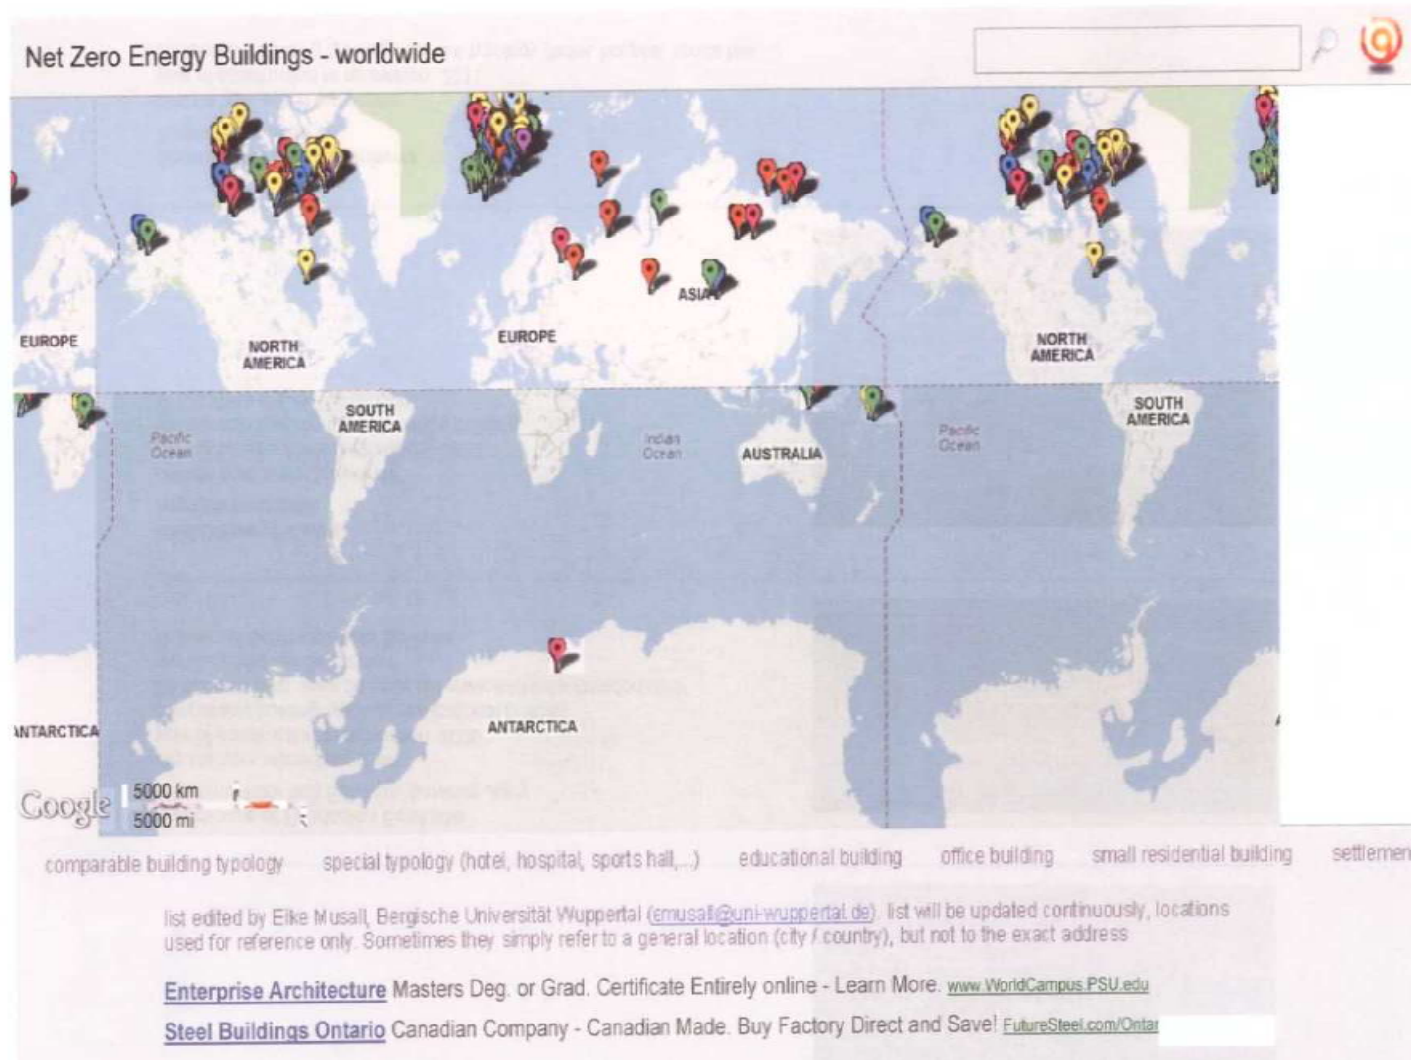 Net Zero Energy Buildings - worldwide
EUROPE
NORTH
AMERICA
EUROPE
ASIA
NORTH
AMERICA
SOUTH
AMERICA
Pacific
Ocean
Indian
Ocean
AUSTRALIA
Pacific
Ocean
SOUTH
AMERICA
ANTARCTICA
ANTARCTICA
Google
5000 km
5000 mi
comparable building typology special typology (hotel, hospital, sports hall,...) educational building office building small residential building settlemen
list edited by Eike Musall, Bergische Universität Wuppertal (emusall@uni-wuppertal.de). list will be updated continuously, locations
used for reference only. Sometimes they simply refer to a general location (city / country), but not to the exact address
Enterprise Architecture Masters Deg. or Grad. Certificate Entirely online - Learn More. www.WorldCampus.PSU.edu
Steel Buildings Ontario Canadian Company - Canadian Made. Buy Factory Direct and Save! FutureSteel.com/Ontar